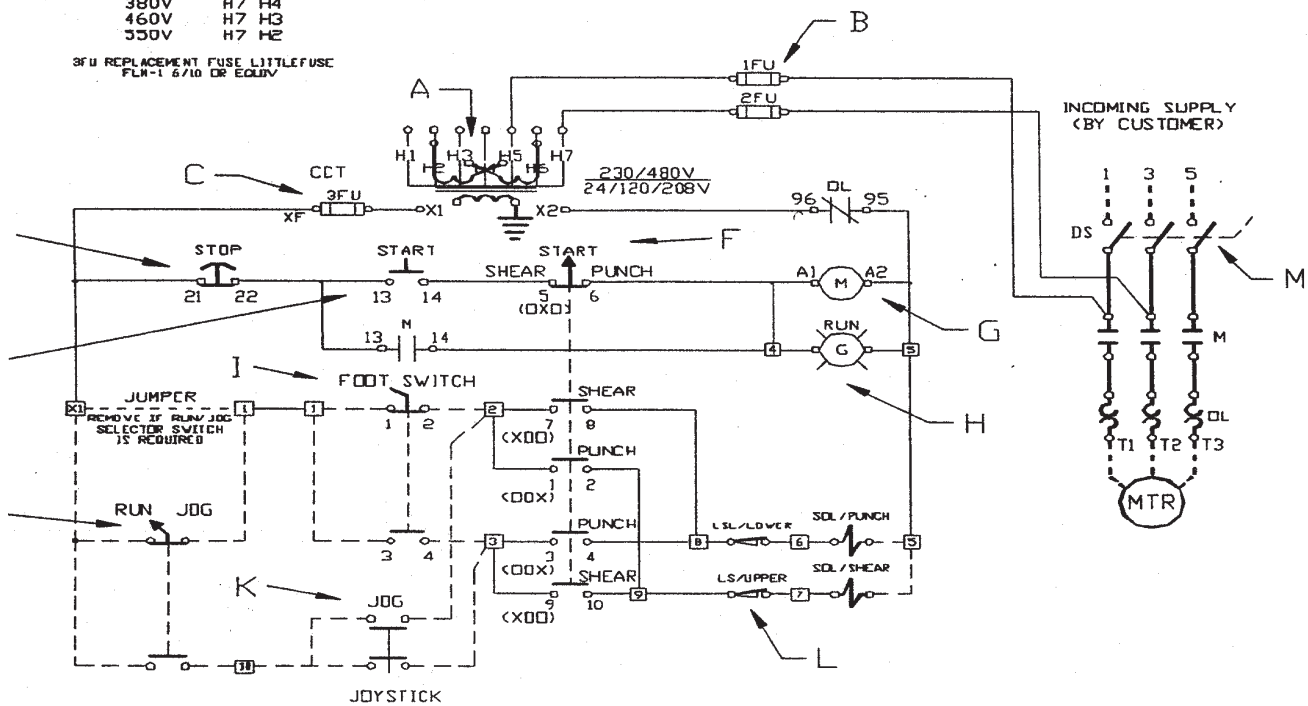 380V H7 H4
460V H7 H3
550V H7 H2
3FU REPLACEMENT FUSE LITTLEFUSE
FLM-1 6/10 OR EQUIV
A
B
1FU
2FU
INCOMING SUPPLY
(BY CUSTOMER)
H1 H2 H3 H5 H6 H7
230/480V
24/120/208V
C
CCT
3FU
XF
X1
X2
OL
96 95
1 3 5
DS
M
F
STOP
21 22
START
13 14
START
SHEAR PUNCH
5 6
(OXO)
A1 M A2
G
13 M 14
RUN
4 G 5
H
M
I
FOOT SWITCH
X1 JUMPER 1 1
REMOVE IF RUN/JOG
SELECTOR SWITCH
IS REQUIRED
1 2
2
SHEAR
7 8
(XOO)
PUNCH
1 2
(OOX)
OL
T1 T2 T3
MTR
RUN JOG
3 4
3
PUNCH
3 4
(OOX)
8 LSL/LOWER 6 SOL/PUNCH 5
SHEAR
9 10
(XOO)
9 LS/UPPER 7 SOL/SHEAR
K
JOG
L
10
JOYSTICK